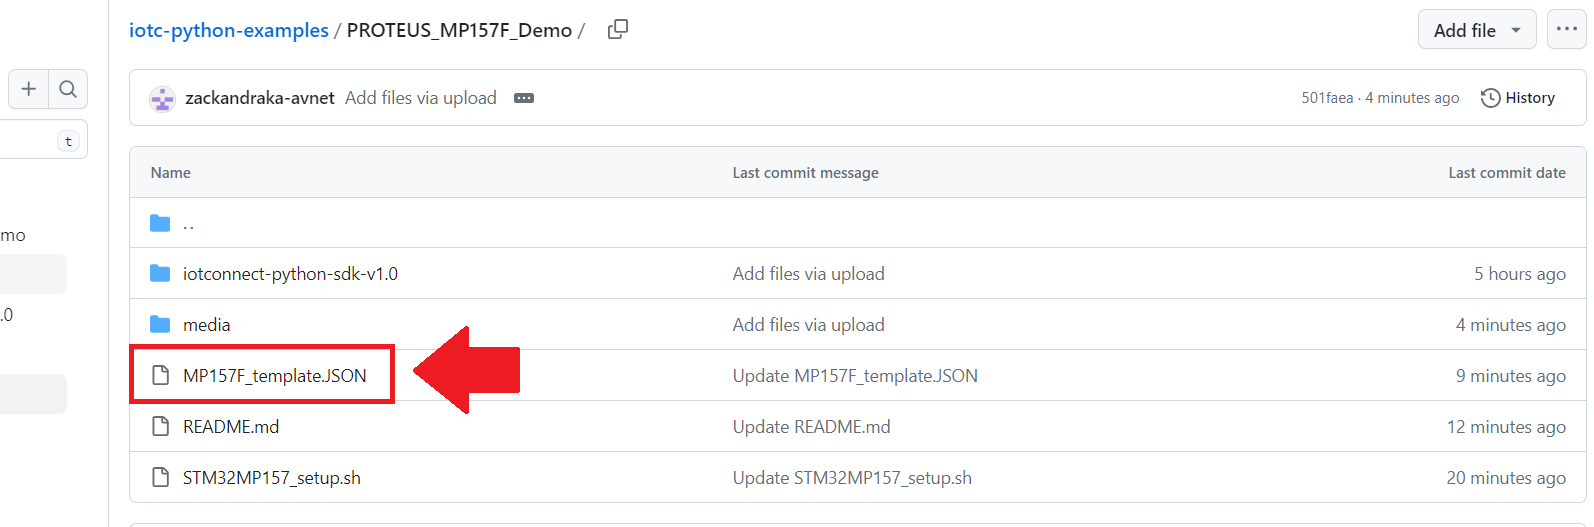 iotc-python-examples / PROTEUS_MP157F_Demo /
Add file
t
zackandraka-avnet Add files via upload
501faea · 4 minutes ago
History
Name Last commit message Last commit date
..
mo
iotconnect-python-sdk-v1.0 Add files via upload 5 hours ago
.0
media Add files via upload 4 minutes ago
MP157F_template.JSON Update MP157F_template.JSON 9 minutes ago
README.md Update README.md 12 minutes ago
STM32MP157_setup.sh Update STM32MP157_setup.sh 20 minutes ago